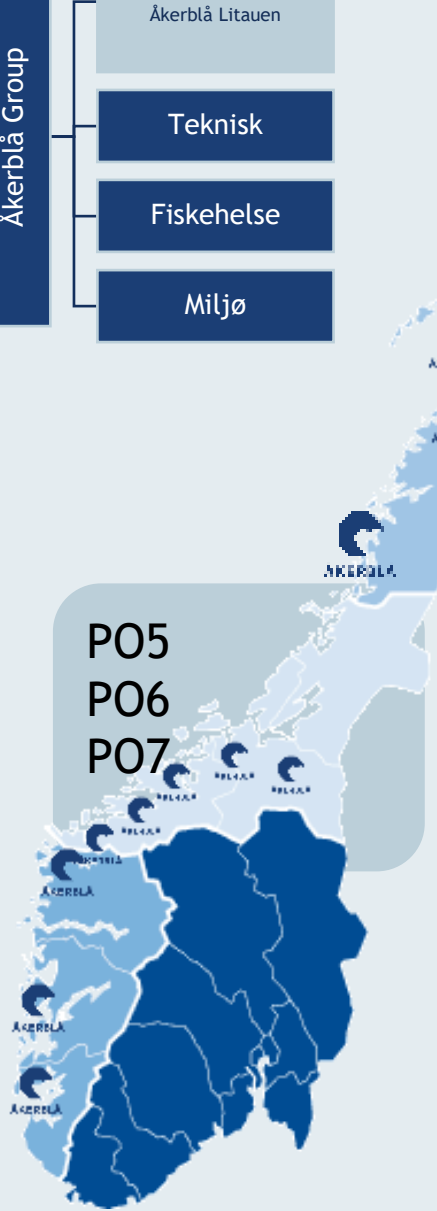 Åkerblå Litauen
Åkerblå Group
Teknisk
Fiskehelse
Miljø
ÅKERBLÅ
PO5
PO6
PO7
ÅKERBLÅ
ÅKERBLÅ
ÅKERBLÅ